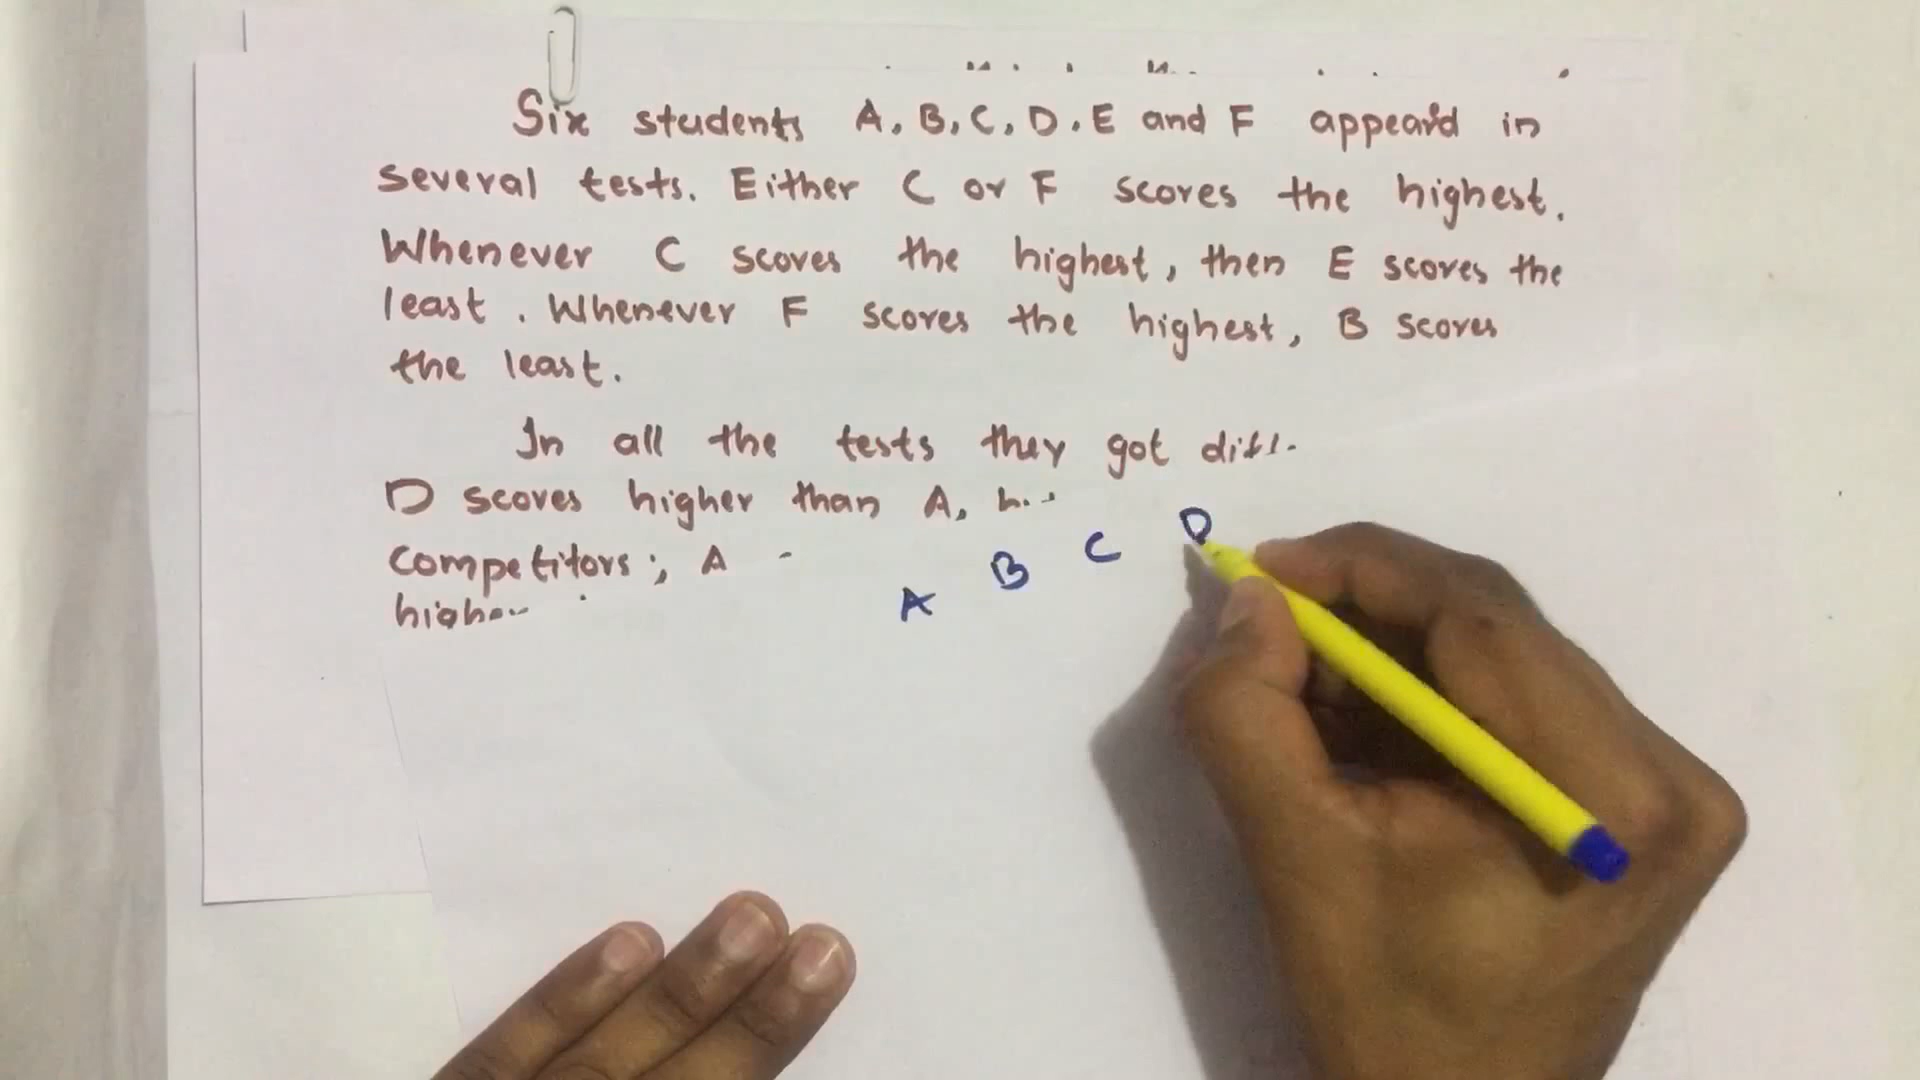 Six students A, B, C, D, E and F appear'd in
several tests. Either C or F scores the highest.
Whenever C scores the highest, then E scores the
least. Whenever F scores the highest, B scores
the least.
In all the tests they got
D scores higher than A,
competitors; A
A B C D